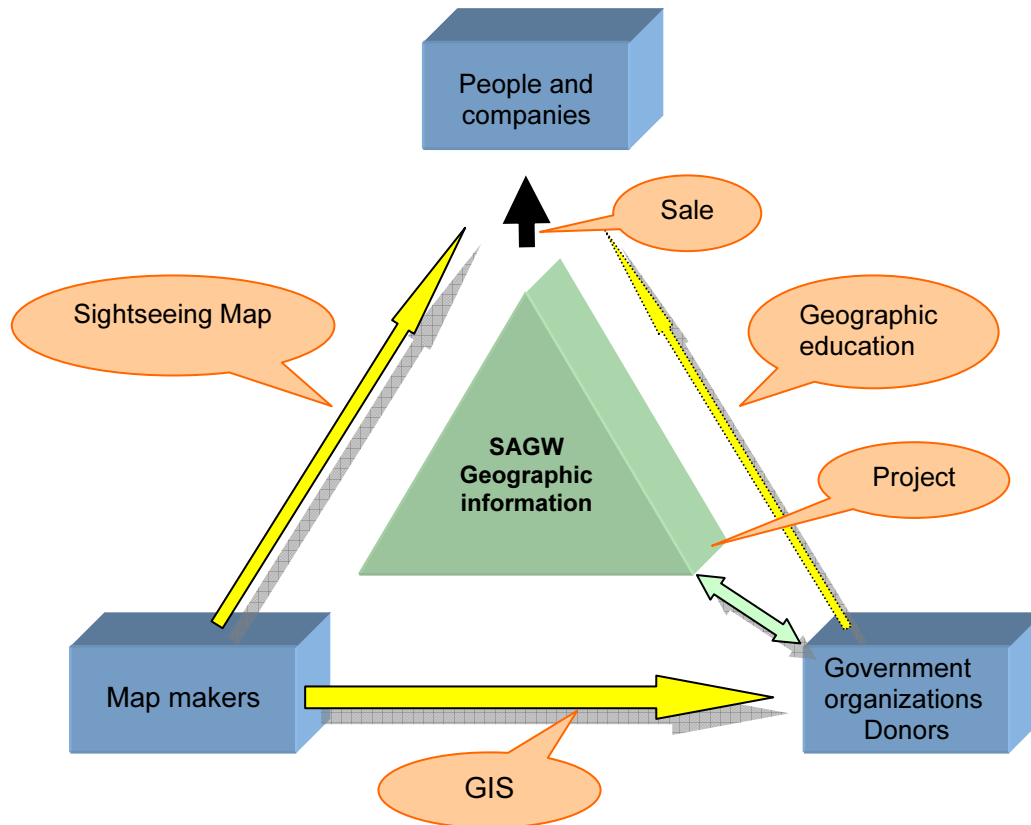 People and
companies
Sale
Sightseeing Map
Geographic
education
SAGW
Geographic
information
Project
Map makers
Government
organizations
Donors
GIS